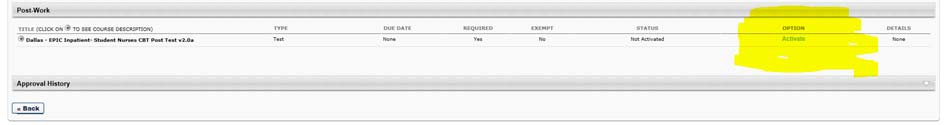 Post-Work
TITLE (CLICK ON TO SEE COURSE DESCRIPTION) TYPE DUE DATE REQUIRED EXEMPT STATUS OPTION DETAILS
Dallas - EPIC Inpatient- Student Nurses CBT Post Test v2.0a Test None Yes No Not Activated Activate None
Approval History
« Back